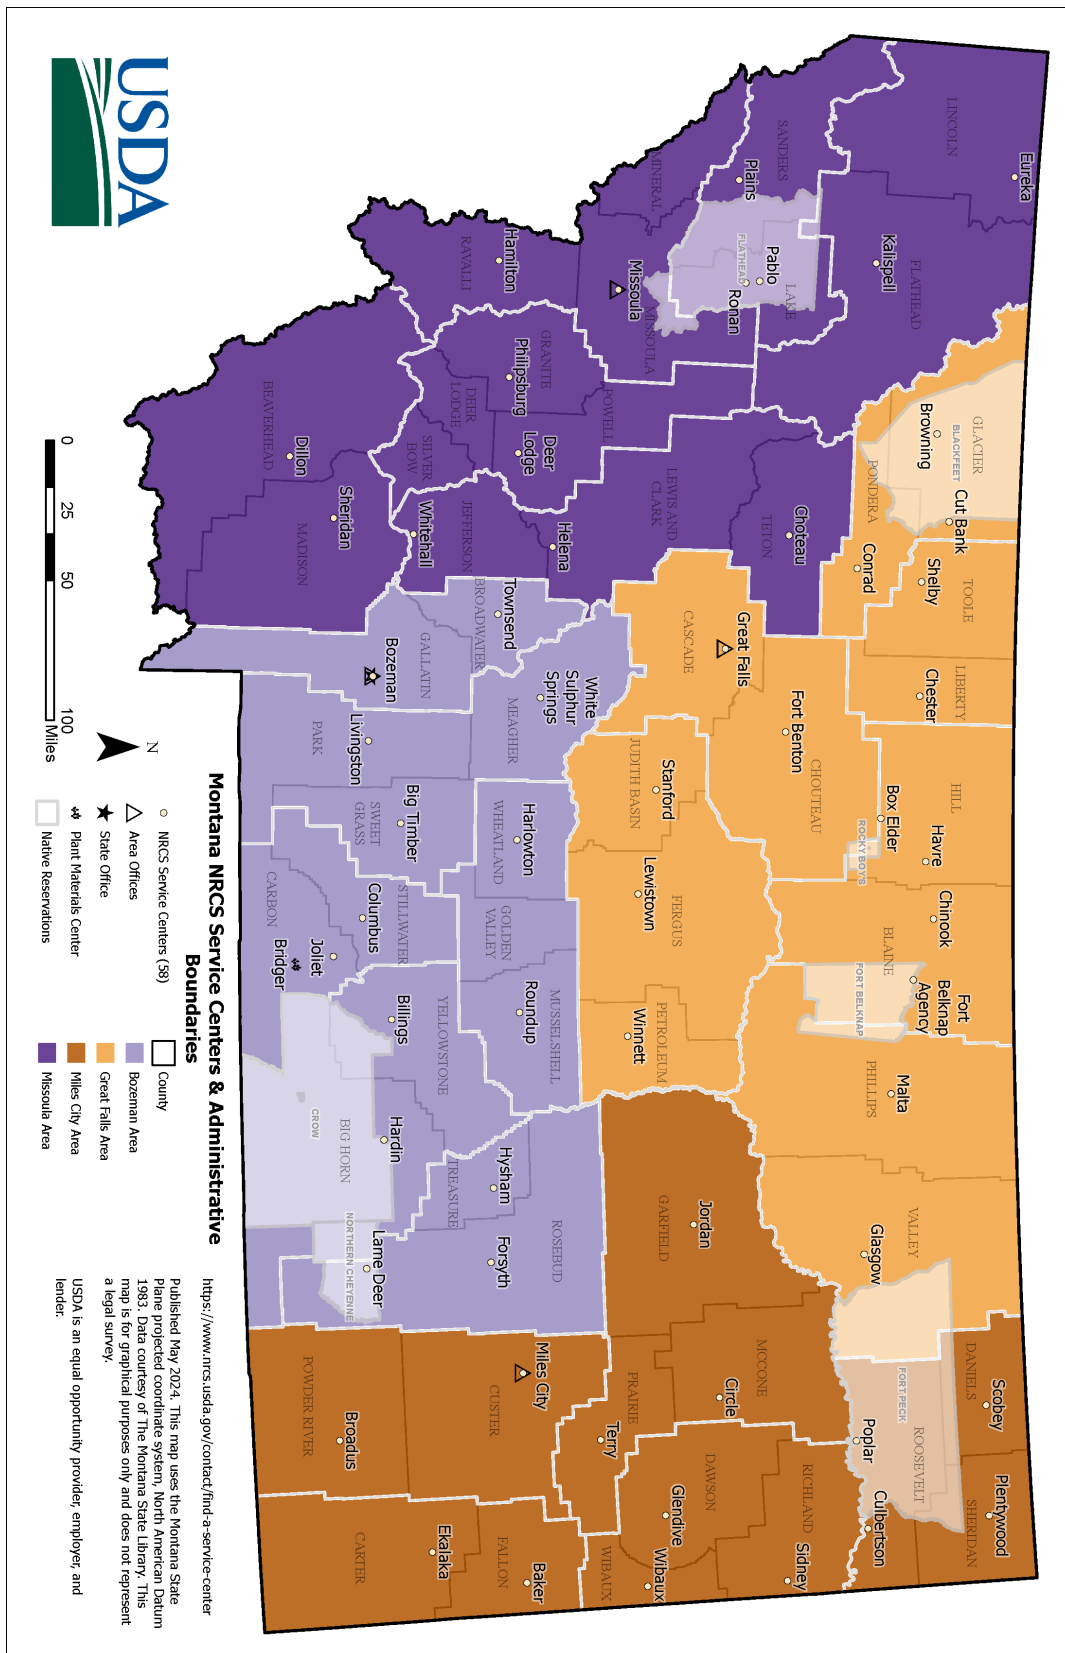 USDA
LINCOLN
Eureka
SANDERS
Plains
MINERAL
Kalispell
FLATHEAD
Pablo
FLATHEAD
LAKE
Ronan
Missoula
MISSOULA
Hamilton
RAVALLI
Philipsburg
GRANITE
DEER
LODGE
POWELL
Deer
Lodge
SILVER
BOW
BEAVERHEAD
Dillon
Sheridan
MADISON
Whitehall
JEFFERSON
Helena
LEWIS AND
CLARK
TETON
Choteau
GLACIER
BLACKFEET
Browning
Cut Bank
PONDERA
Conrad
Shelby
TOOLE
LIBERTY
Chester
Great Falls
CASCADE
Fort Benton
CHOUTEAU
HILL
Havre
Box Elder
ROCKY BOY'S
Chinook
BLAINE
Fort
Belknap
Agency
FORT BELKNAP
Malta
PHILLIPS
Stanford
JUDITH BASIN
Lewistown
FERGUS
Winnett
PETROLEUM
VALLEY
Glasgow
FORT PECK
Townsend
BROADWATER
Bozeman
GALLATIN
White
Sulphur
Springs
MEAGHER
Livingston
PARK
Big Timber
SWEET
GRASS
Harlowton
WHEATLAND
GOLDEN
VALLEY
Columbus
STILLWATER
CARBON
Joliet
Bridger
Roundup
MUSSELSHELL
Billings
YELLOWSTONE
Hardin
BIG HORN
CROW
Hysham
TREASURE
Forsyth
ROSEBUD
Lame Deer
NORTHERN CHEYENNE
Jordan
GARFIELD
MCCONE
Circle
DANIELS
Scobey
Poplar
ROOSEVELT
Culbertson
Plentywood
SHERIDAN
RICHLAND
Sidney
DAWSON
Glendive
WIBAUX
Wibaux
PRAIRIE
Terry
Miles City
CUSTER
POWDER RIVER
Broadus
FALLON
Baker
Ekalaka
CARTER
0 25 50 100
Miles
N
Montana NRCS Service Centers & Administrative
Boundaries
NRCS Service Centers (58)
Area Offices
State Office
Plant Materials Center
Native Reservations
County
Bozeman Area
Great Falls Area
Miles City Area
Missoula Area
https://www.nrcs.usda.gov/contact/find-a-service-center
Published May 2024. This map uses the Montana State
Plane projected coordinate system, North American Datum
1983. Data courtesy of The Montana State Library. This
map is for graphical purposes only and does not represent
a legal survey.
USDA is an equal opportunity provider, employer, and
lender.